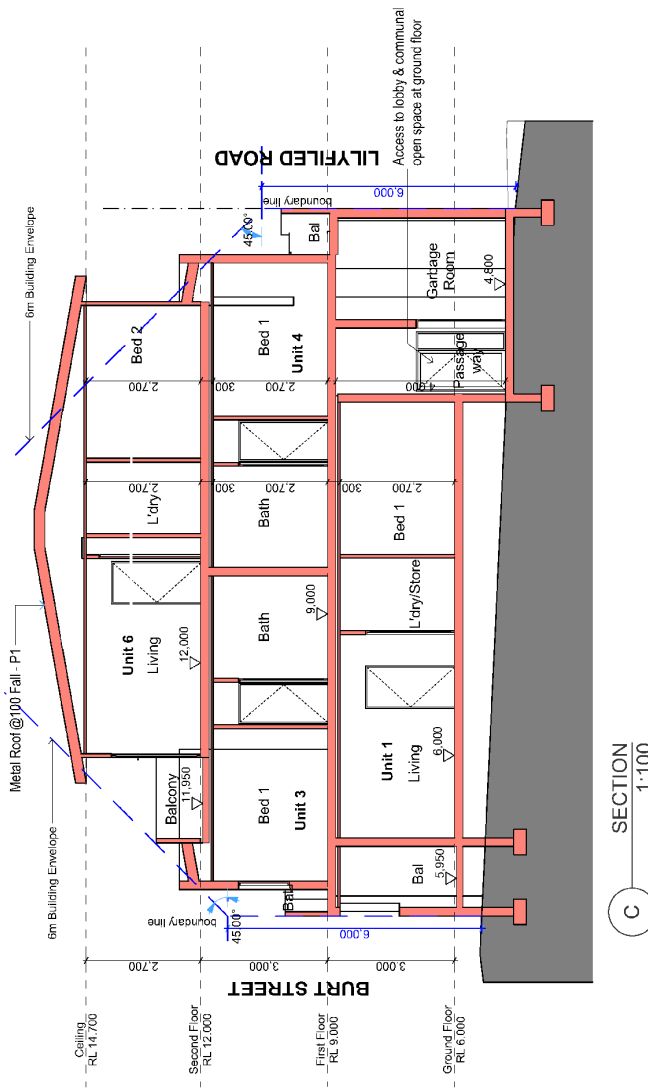 6m Building Envelope
Metal Roof @100 Fall - P1
6m Building Envelope
Ceiling
RL 14.700
Second Floor
RL 12.000
First Floor
RL 9.000
Ground Floor
RL 6.000
2,700
3,000
3,000
BURT STREET
boundary line
45.00°
6,000
Balcony
11,950
Unit 6
Living
12,000
L'dry
2,700
Bed 2
2,700
Bed 1
Unit 3
Bath
9,000
Bath
300
2,700
Bed 1
Unit 4
300
2,700
Bal
Bal
5,950
Unit 1
Living
6,000
L'dry/Store
Bed 1
300
2,700
Passage
way
Garbage
Room
4,800
Bal
45.00°
boundary line
6,000
LILYFILED ROAD
Access to lobby & communal
open space at ground floor
C
SECTION
1:100